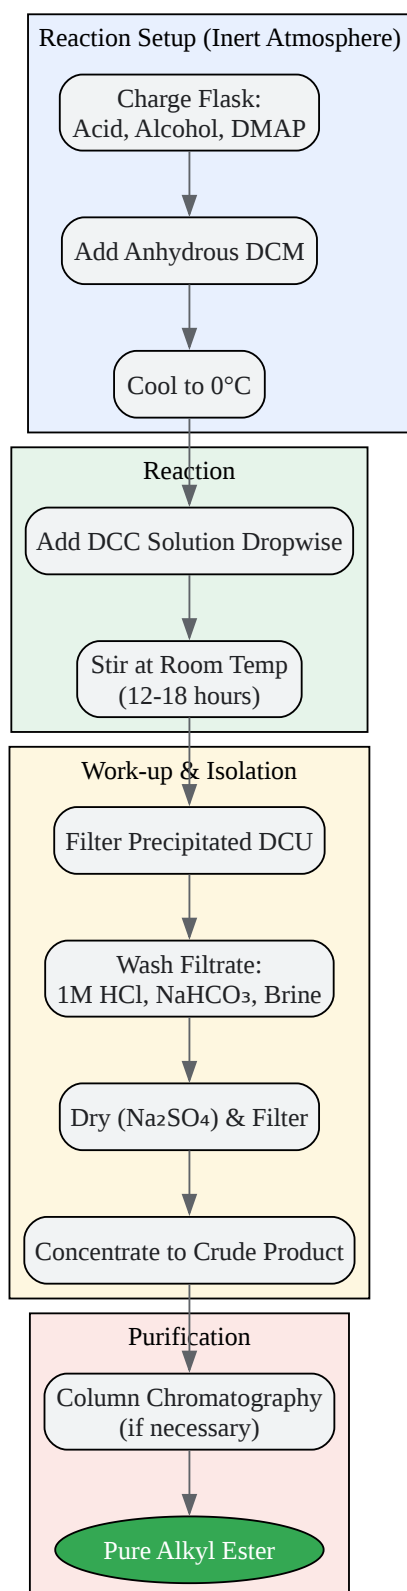 Reaction Setup (Inert Atmosphere)
Charge Flask:
Acid, Alcohol, DMAP
Add Anhydrous DCM
Cool to 0°C
Reaction
Add DCC Solution Dropwise
Stir at Room Temp
(12-18 hours)
Work-up & Isolation
Filter Precipitated DCU
Wash Filtrate:
1M HCl, NaHCO₃, Brine
Dry (Na₂SO₄) & Filter
Concentrate to Crude Product
Purification
Column Chromatography
(if necessary)
Pure Alkyl Ester